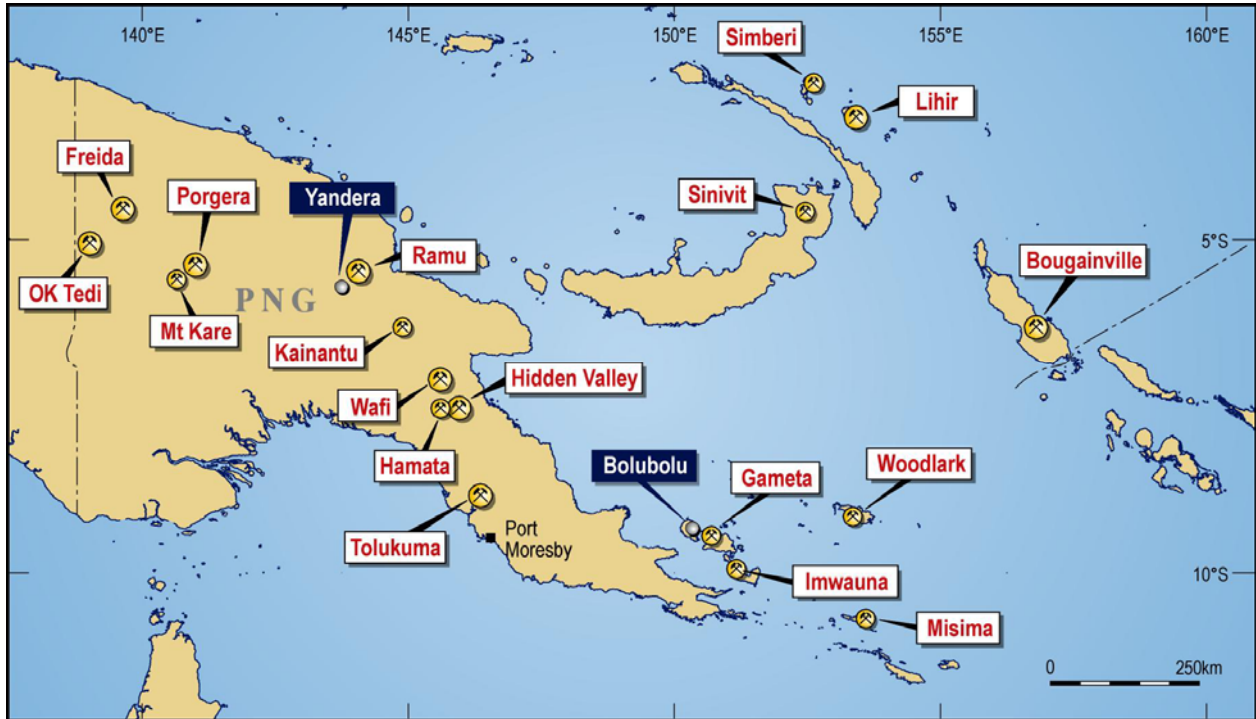 140°E
145°E
150°E
155°E
160°E
Simberi
Lihir
Freida
Porgera
Yandera
Sinivit
5°S
Ramu
Bougainville
OK Tedi
PNG
Mt Kare
Kainantu
Hidden Valley
Wafi
Hamata
Bolubolu
Gameta
Woodlark
Tolukuma
Port
Moresby
10°S
Imwauna
Misima
0
250km